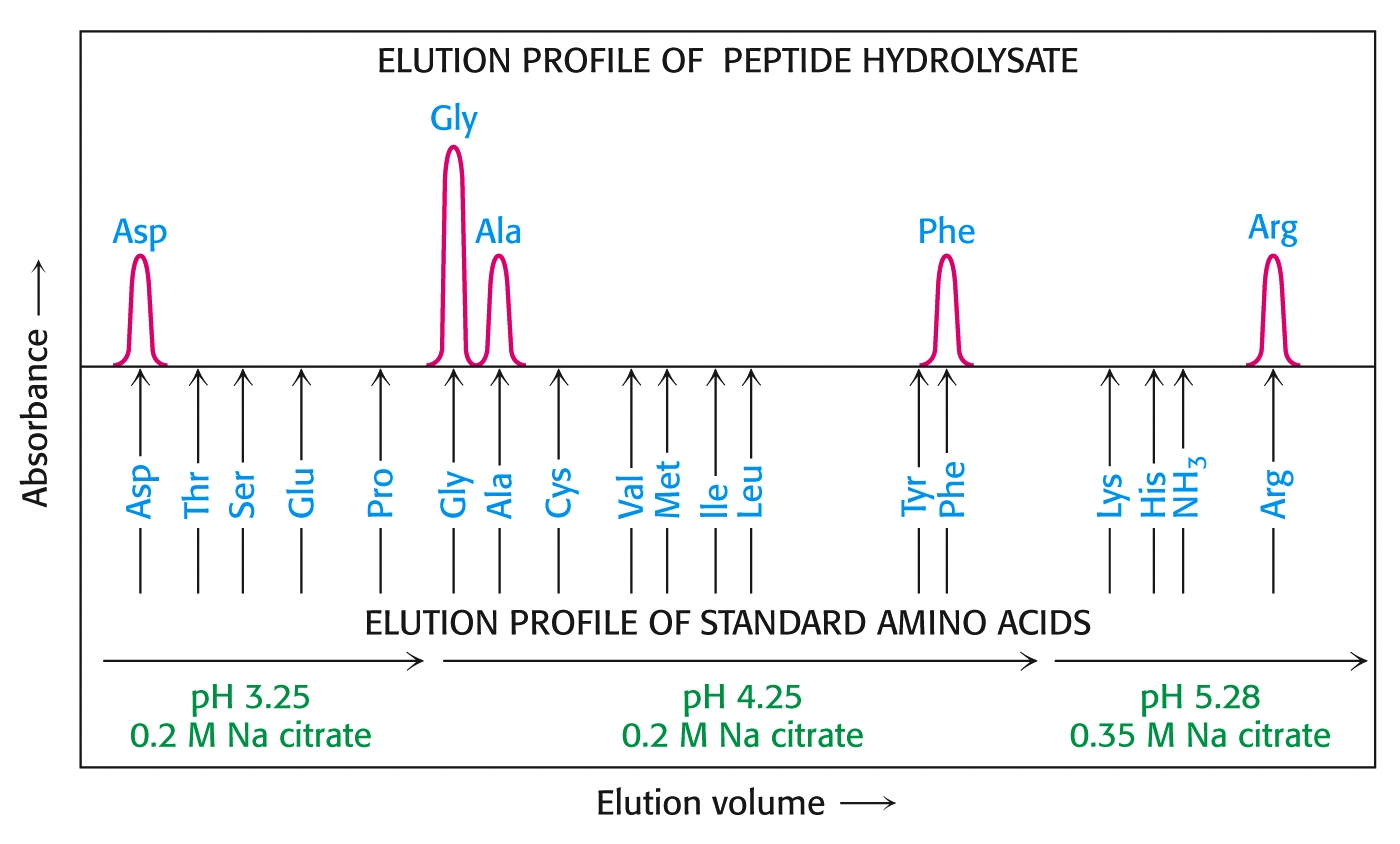 ELUTION PROFILE OF PEPTIDE HYDROLYSATE
Gly
Asp
Ala
Phe
Arg
Absorbance
Asp
Thr
Ser
Glu
Pro
Gly
Ala
Cys
Val
Met
Ile
Leu
Tyr
Phe
Lys
His
NH3
Arg
ELUTION PROFILE OF STANDARD AMINO ACIDS
pH 3.25
0.2 M Na citrate
pH 4.25
0.2 M Na citrate
pH 5.28
0.35 M Na citrate
Elution volume